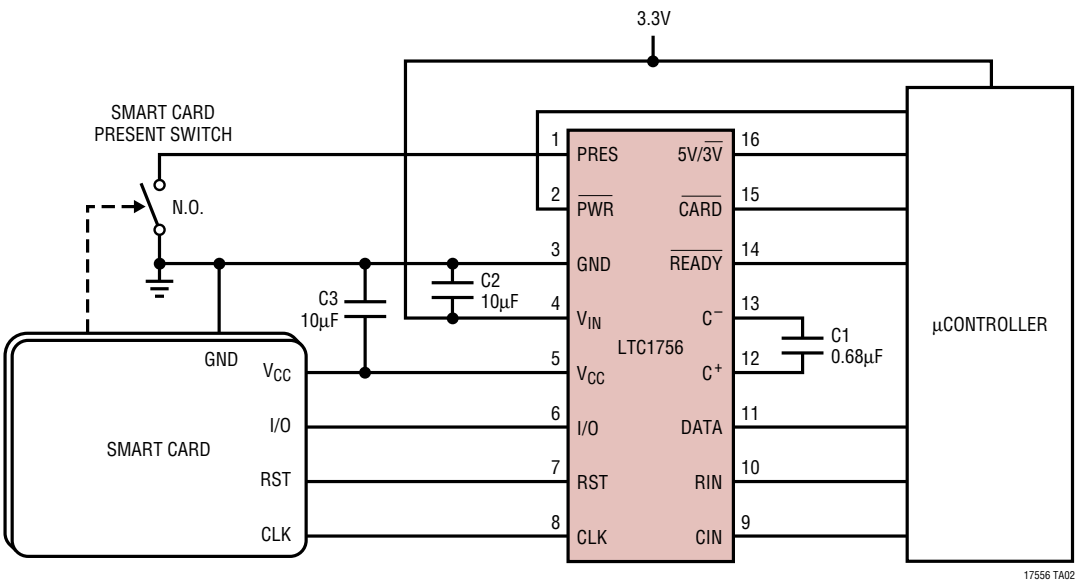 3.3V
SMART CARD
PRESENT SWITCH
N.O.
1
PRES
5V/3V
16
2
PWR
CARD
15
3
GND
READY
14
4
VIN
C–
13
5
VCC
C+
12
6
I/O
DATA
11
7
RST
RIN
10
8
CLK
CIN
9
LTC1756
C3
10µF
C2
10µF
C1
0.68µF
µCONTROLLER
GND
VCC
I/O
SMART CARD
RST
CLK
17556 TA02